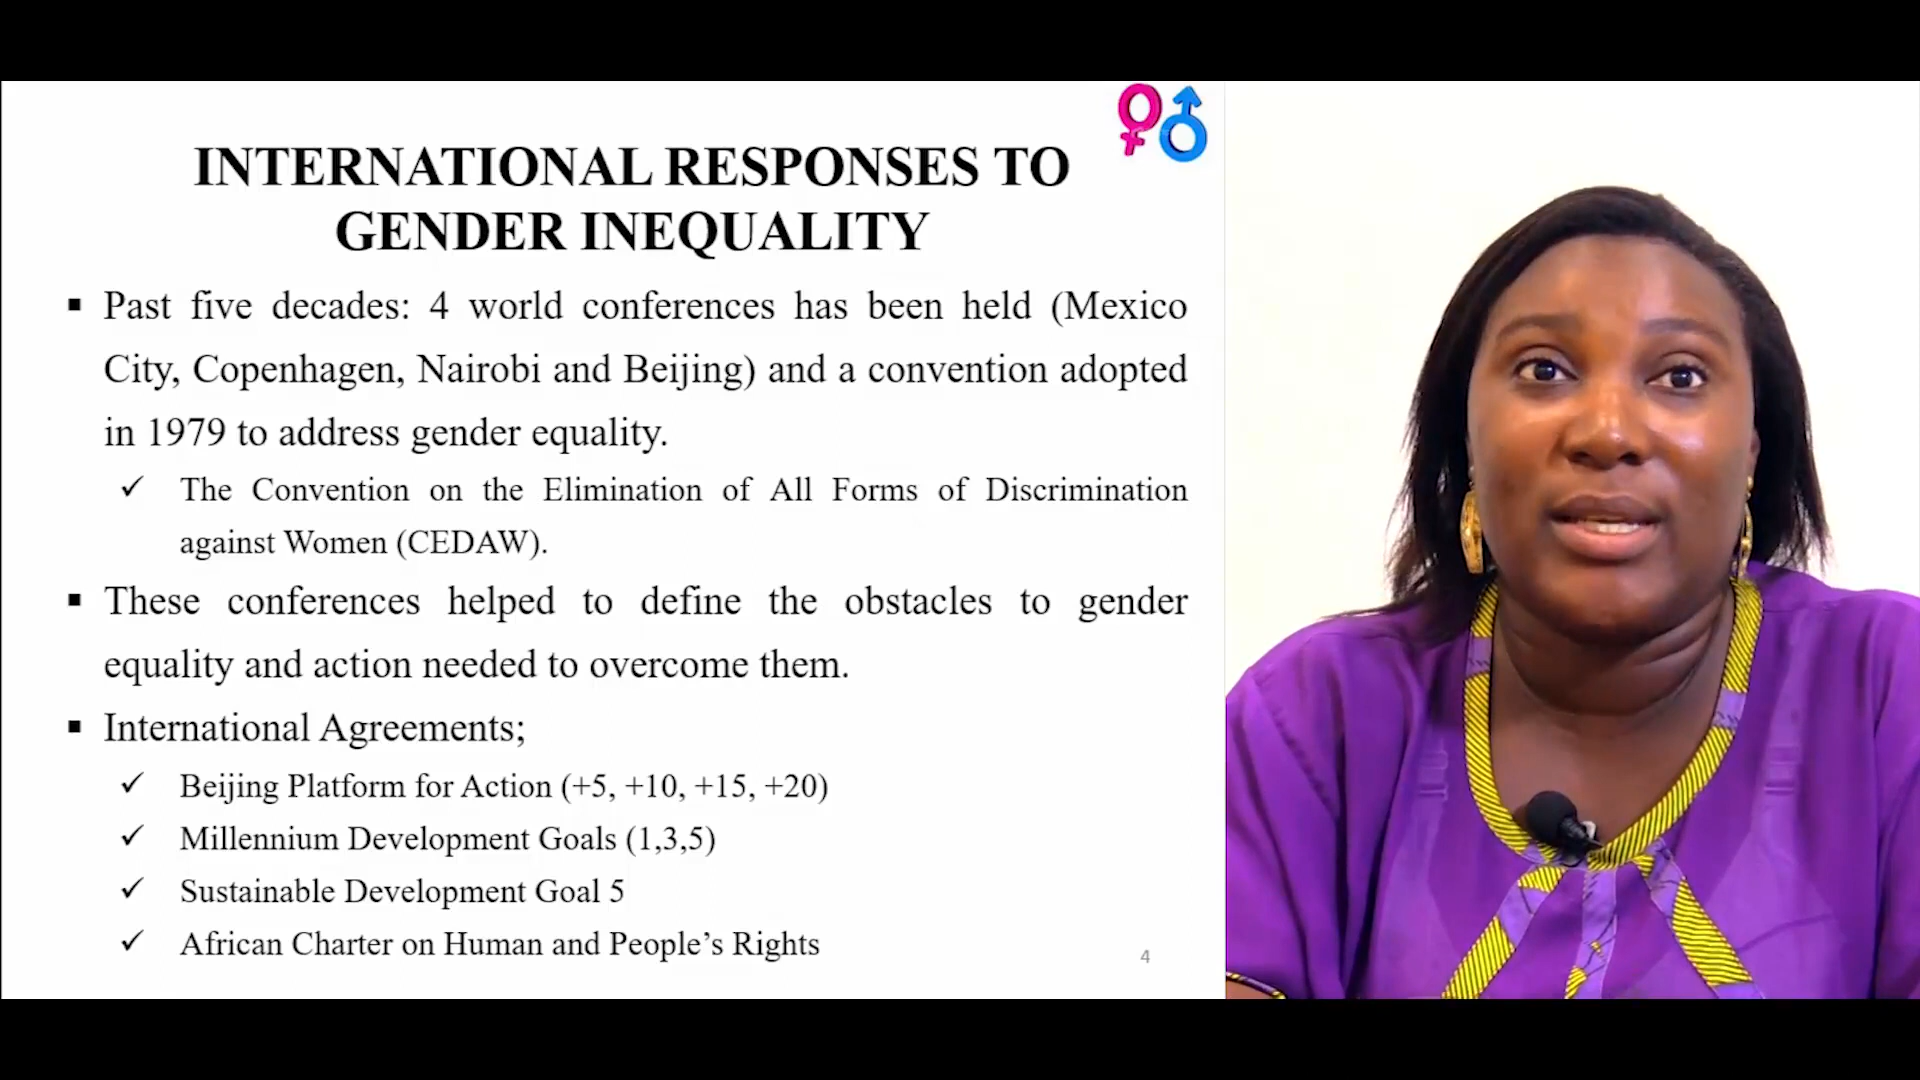 INTERNATIONAL RESPONSES TO
GENDER INEQUALITY
▪ Past five decades: 4 world conferences has been held (Mexico
City, Copenhagen, Nairobi and Beijing) and a convention adopted
in 1979 to address gender equality.
✓ The Convention on the Elimination of All Forms of Discrimination
against Women (CEDAW).
▪ These conferences helped to define the obstacles to gender
equality and action needed to overcome them.
▪ International Agreements;
✓ Beijing Platform for Action (+5, +10, +15, +20)
✓ Millennium Development Goals (1,3,5)
✓ Sustainable Development Goal 5
✓ African Charter on Human and People’s Rights
4